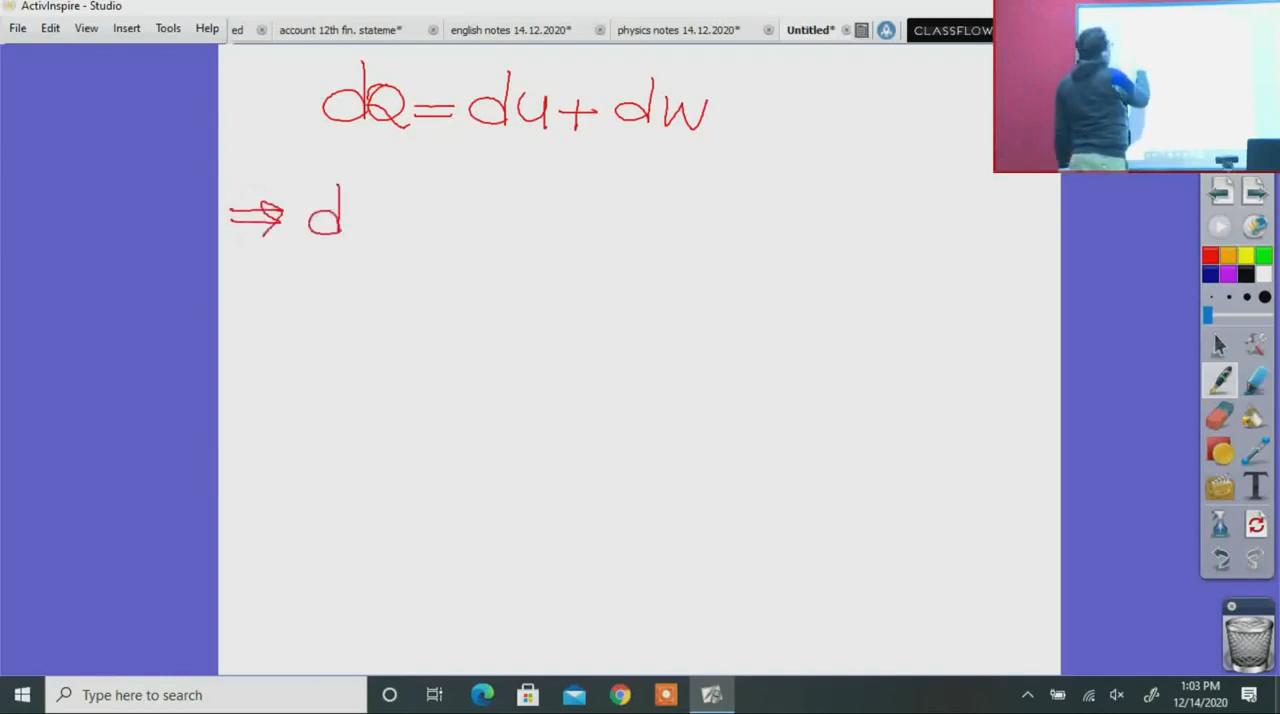 ActivInspire - Studio
File Edit View Insert Tools Help ed account 12th fin. stateme* english notes 14.12.2020* physics notes 14.12.2020* Untitled* CLASSFLOW
dQ = du + dw
⇒ d
T
Type here to search
1:03 PM
12/14/2020